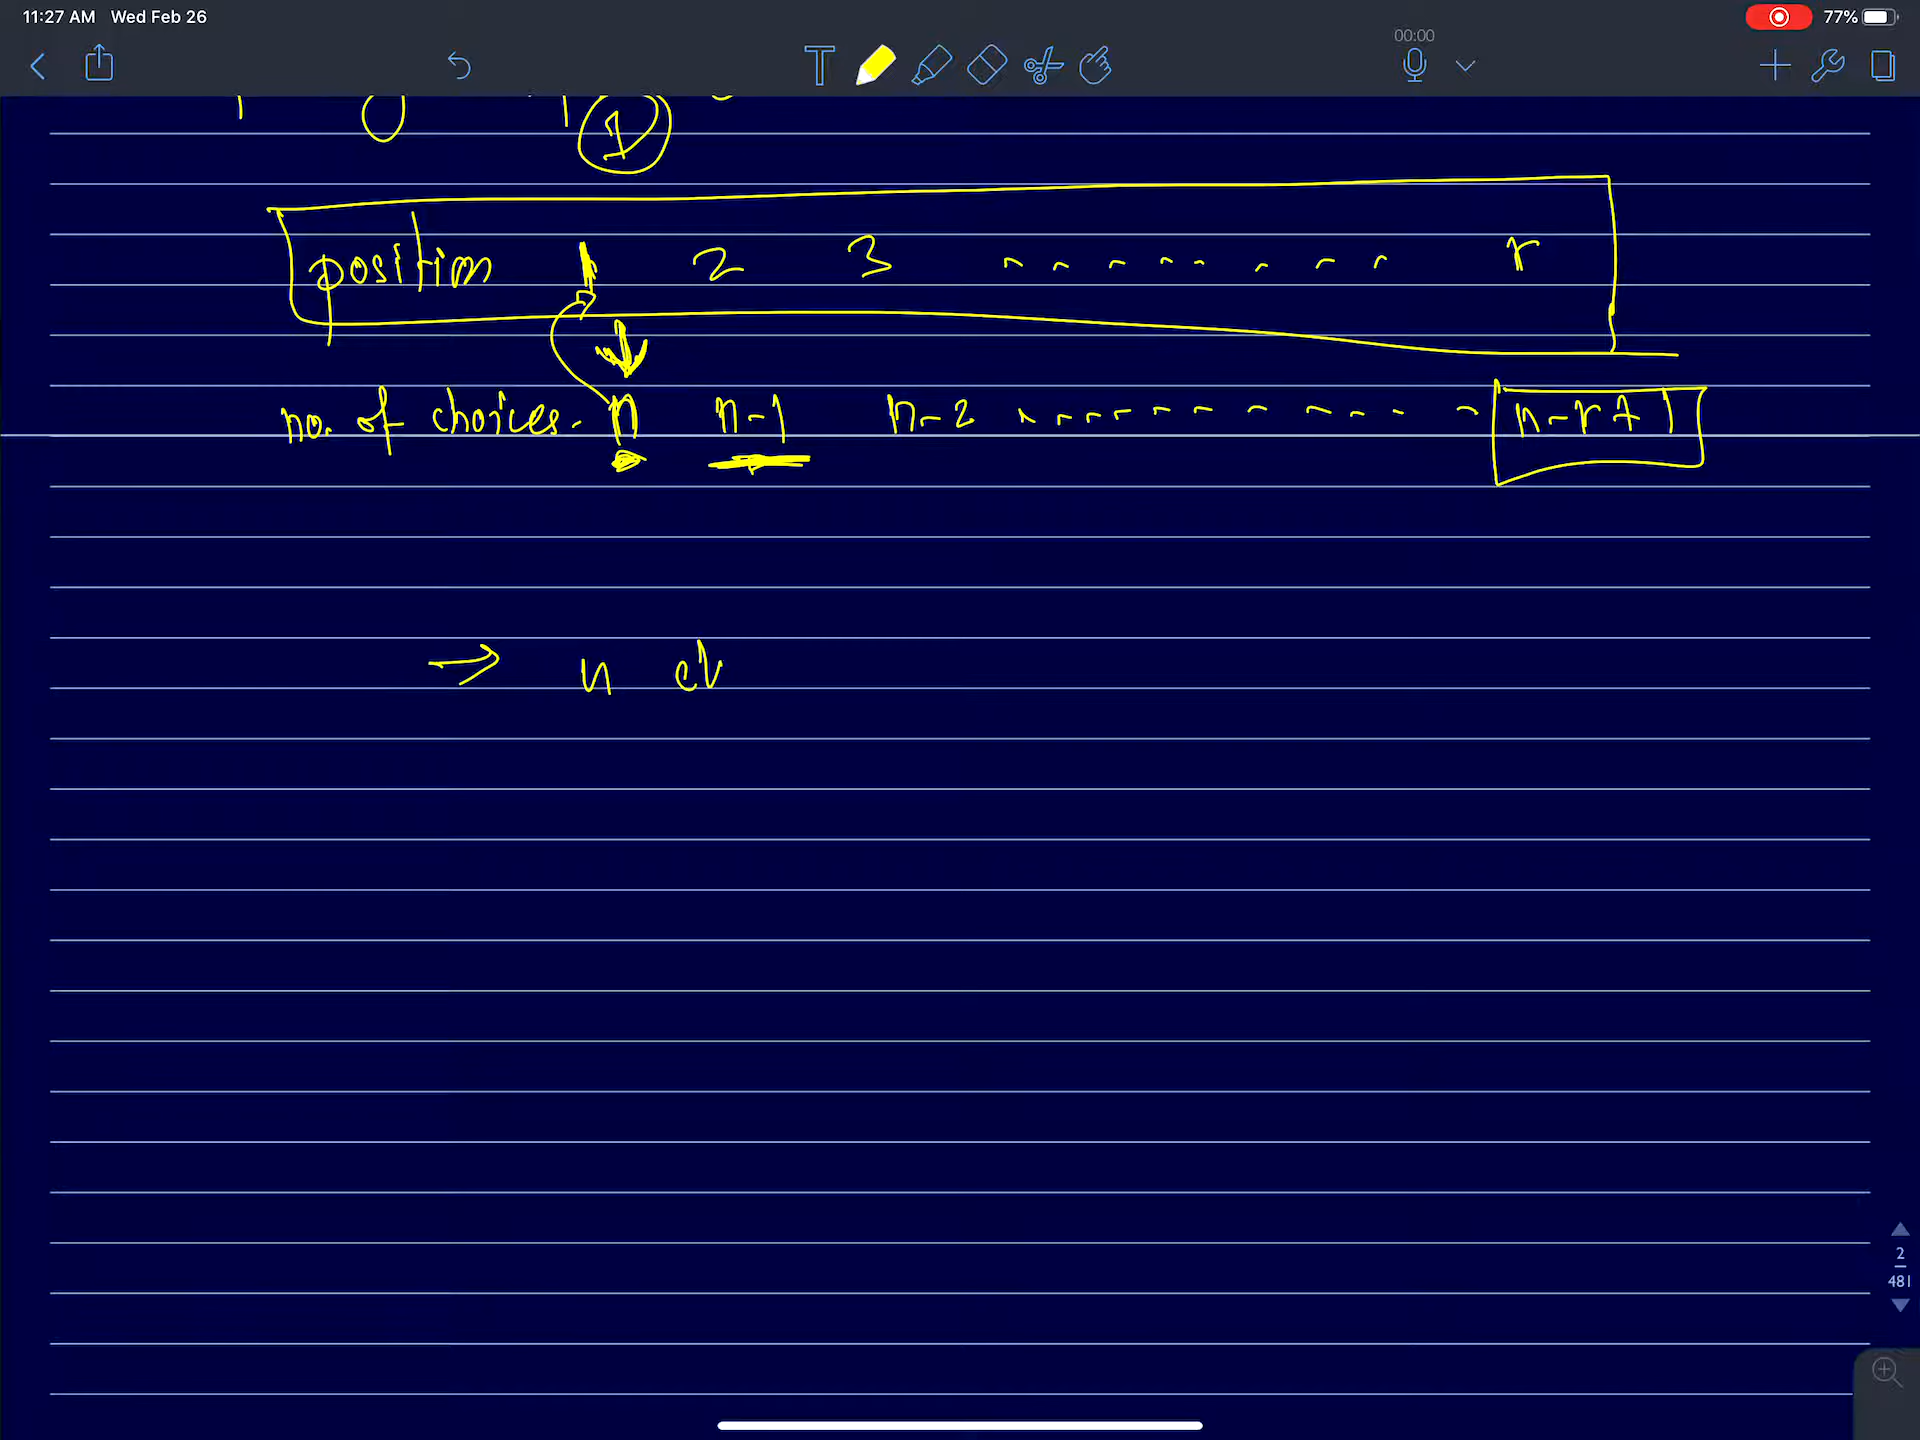 11:27 AM Wed Feb 26
77%
00:00
I
position 1 2 3 - - - - - - - - r
no. of choices. n n-1 n-2 - - - - - - - - - - - n-r+1
→ n ch
2
481